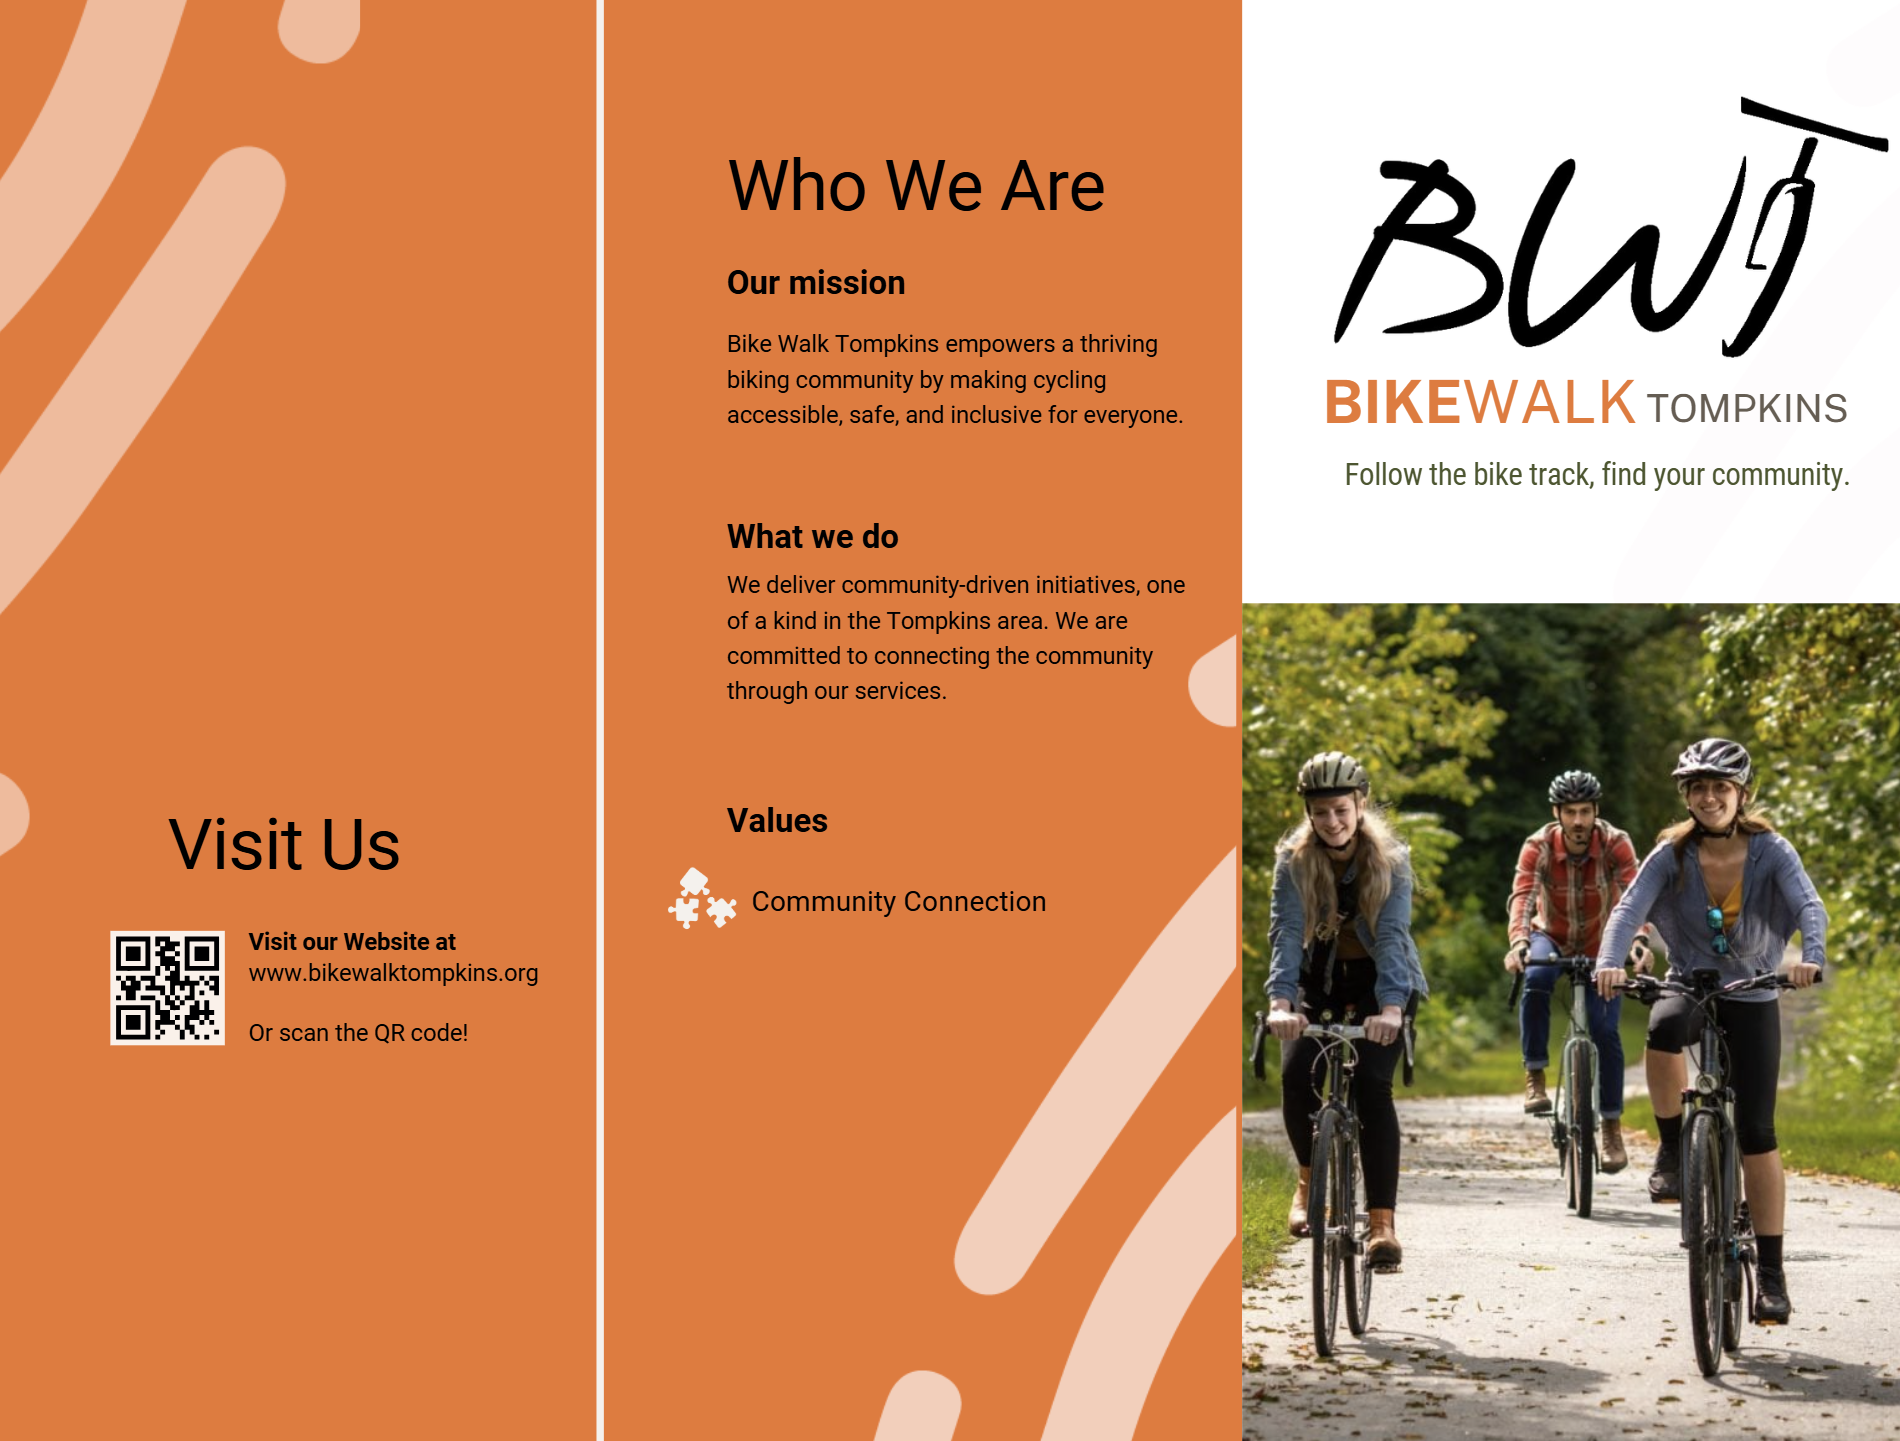 Visit Us
Visit our Website at
www.bikewalktompkins.org
Or scan the QR code!
Who We Are
Our mission
Bike Walk Tompkins empowers a thriving
biking community by making cycling
accessible, safe, and inclusive for everyone.
What we do
We deliver community-driven initiatives, one
of a kind in the Tompkins area. We are
committed to connecting the community
through our services.
Values
Community Connection
BWT
BIKEWALK TOMPKINS
Follow the bike track, find your community.